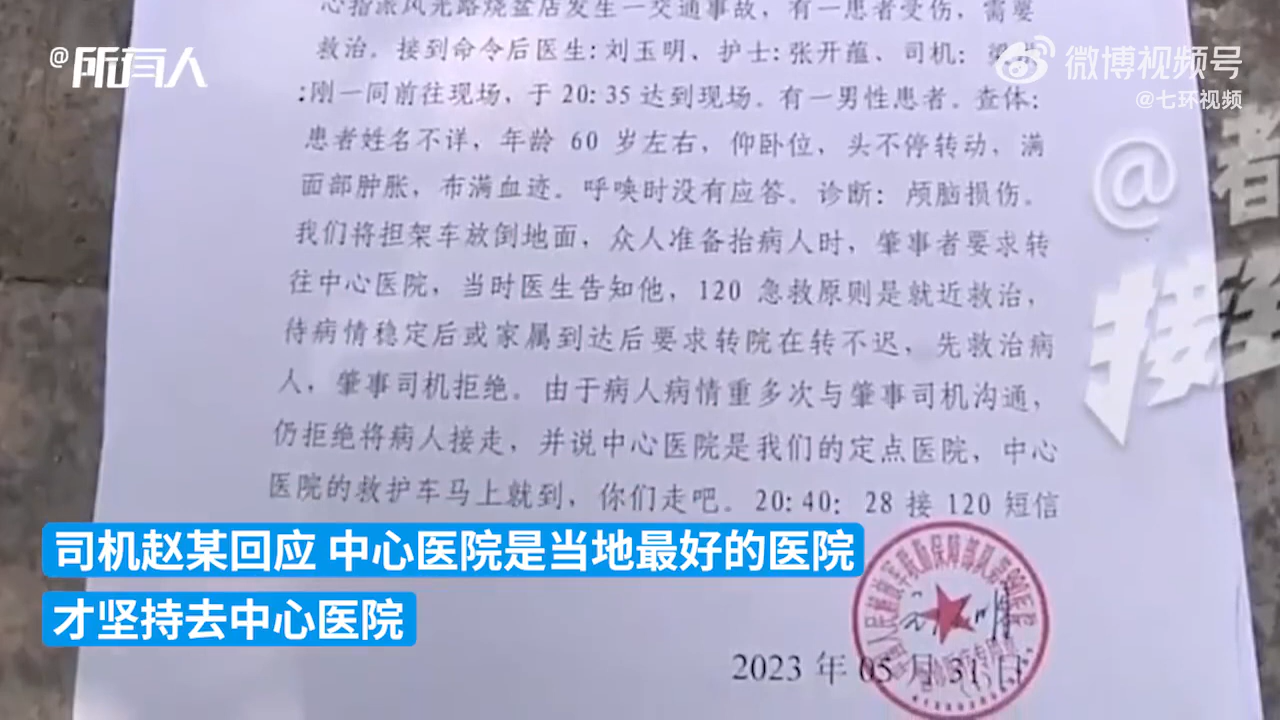 心指派风光路烧盆店发生一交通事故，有一患者受伤，需要
救治。接到命令后医生：刘玉明、护士：张开蕴、司机：梁
:刚一同前往现场，于 20:35 达到现场。有一男性患者。查体：
患者姓名不详，年龄 60 岁左右，仰卧位，头不停转动，满
面部肿胀，布满血迹。呼唤时没有应答。诊断：颅脑损伤。
我们将担架车放倒地面，众人准备抬病人时，肇事者要求转
往中心医院，当时医生告知他，120 急救原则是就近救治，
待病情稳定后或家属到达后要求转院在转不迟，先救治病
人，肇事司机拒绝。由于病人病情重多次与肇事司机沟通，
仍拒绝将病人接走，并说中心医院是我们的定点医院，中心
医院的救护车马上就到，你们走吧。20:40:28 接 120 短信
2023 年 05 月 31 日
@所有人
微博视频号
@七环视频
@
者
接
司机赵某回应 中心医院是当地最好的医院
才坚持去中心医院